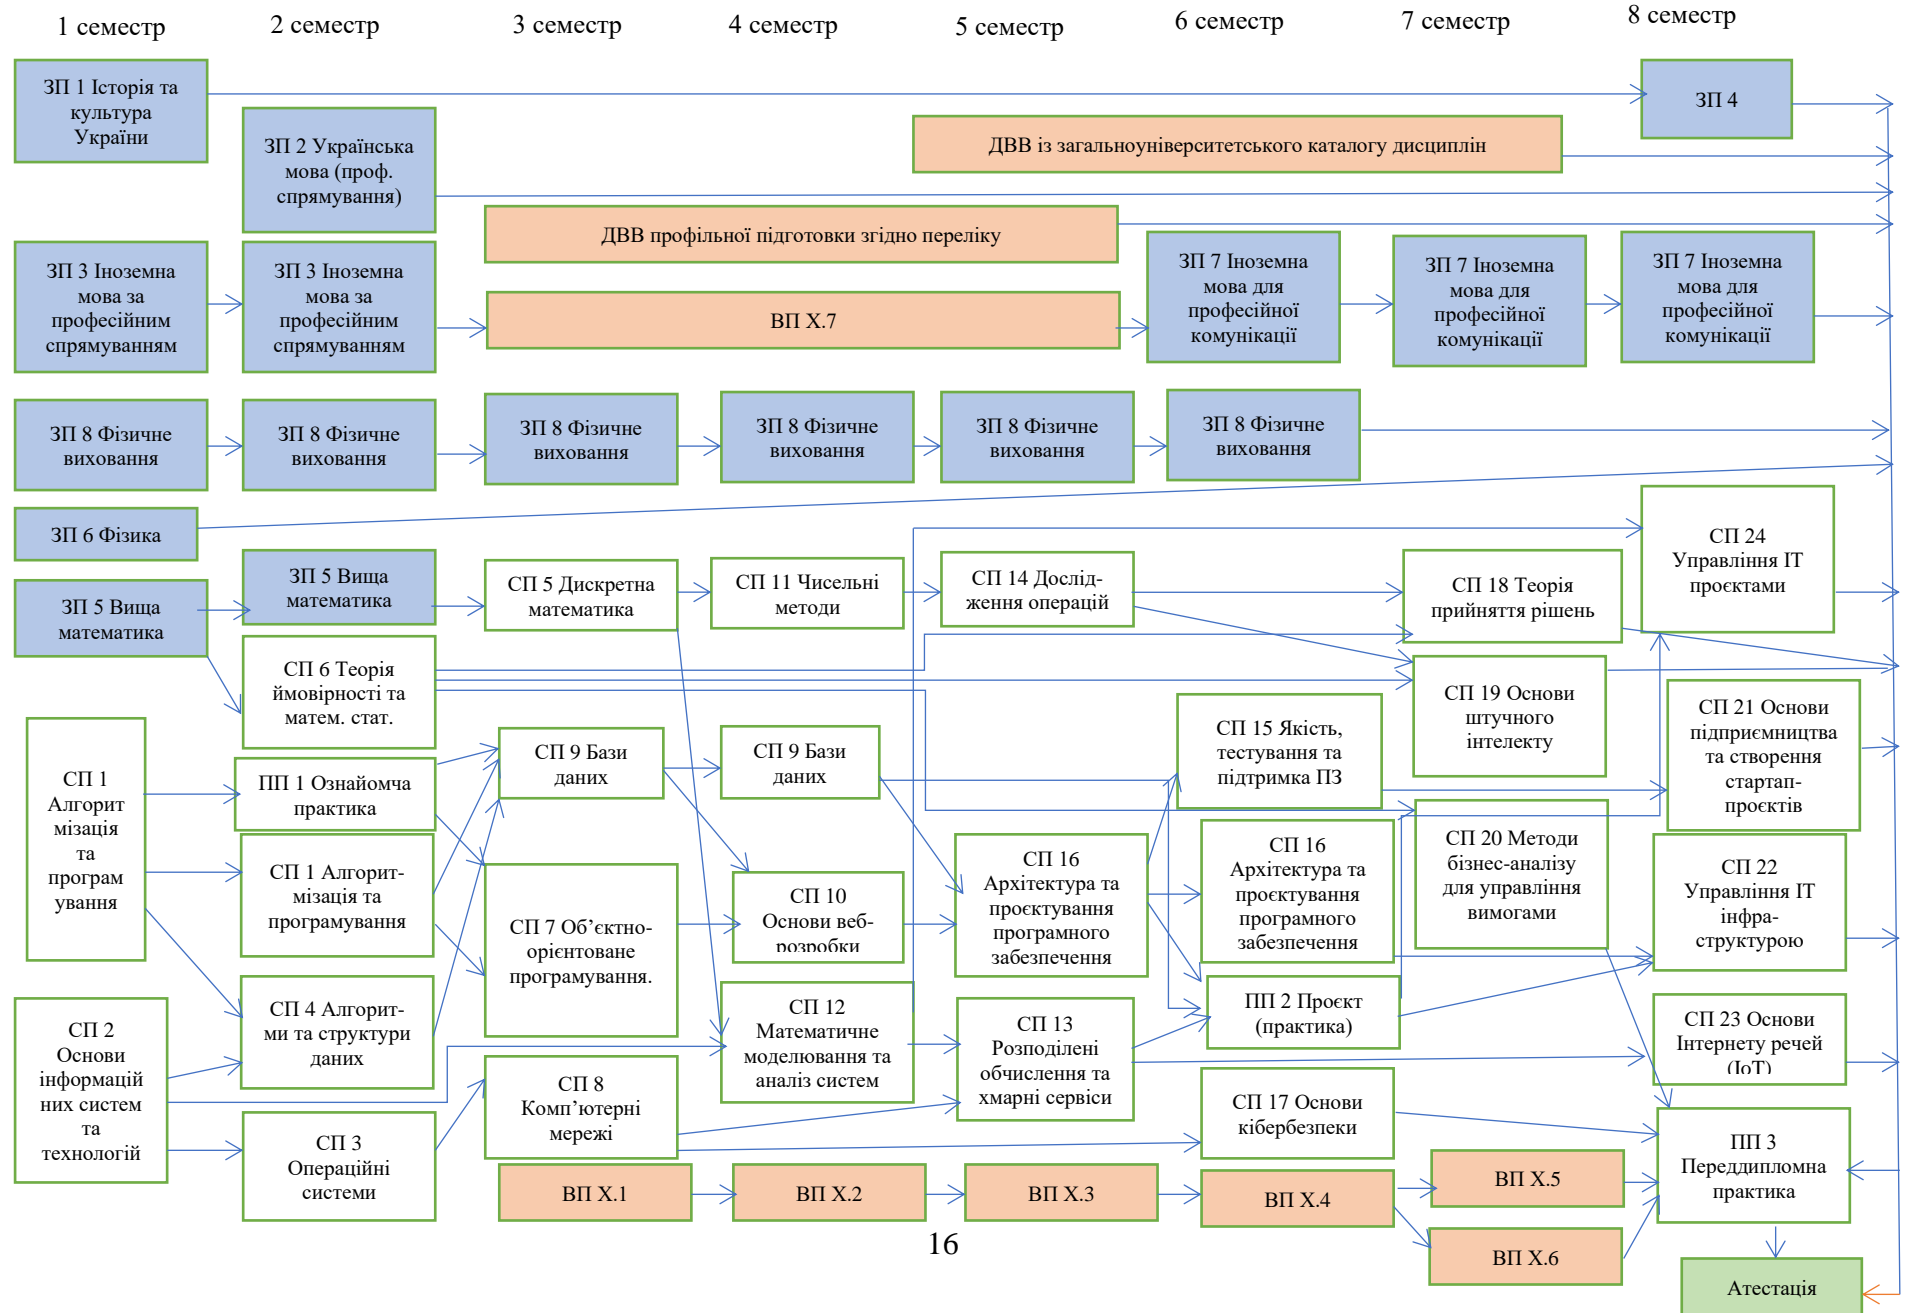 1 семестр
2 семестр
3 семестр
4 семестр
5 семестр
6 семестр
7 семестр
8 семестр
ЗП 1 Історія та
культура
України
ЗП 4
ЗП 2 Українська
мова (проф.
спрямування)
ДВВ із загальноуніверситетського каталогу дисциплін
ДВВ профільної підготовки згідно переліку
ЗП 3 Іноземна
мова за
професійним
спрямуванням
ЗП 3 Іноземна
мова за
професійним
спрямуванням
ВП Х.7
ЗП 7 Іноземна
мова для
професійної
комунікації
ЗП 7 Іноземна
мова для
професійної
комунікації
ЗП 7 Іноземна
мова для
професійної
комунікації
ЗП 8 Фізичне
виховання
ЗП 8 Фізичне
виховання
ЗП 8 Фізичне
виховання
ЗП 8 Фізичне
виховання
ЗП 8 Фізичне
виховання
ЗП 8 Фізичне
виховання
ЗП 6 Фізика
ЗП 5 Вища
математика
ЗП 5 Вища
математика
СП 5 Дискретна
математика
СП 11 Чисельні
методи
СП 14 Дослід-
ження операцій
СП 18 Теорія
прийняття рішень
СП 24
Управління ІТ
проєктами
СП 6 Теорія
ймовірності та
матем. стат.
СП 19 Основи
штучного
інтелекту
СП 21 Основи
підприємництва
та створення
стартап-
проєктів
СП 1
Алгорит
мізація
та
програм
ування
ПП 1 Ознайомча
практика
СП 9 Бази
даних
СП 9 Бази
даних
СП 15 Якість,
тестування та
підтримка ПЗ
СП 1 Алгорит-
мізація та
програмування
СП 7 Об’єктно-
орієнтоване
програмування.
СП 10
Основи веб-
розробки
СП 16
Архітектура та
проєктування
програмного
забезпечення
СП 16
Архітектура та
проєктування
програмного
забезпечення
СП 20 Методи
бізнес-аналізу
для управління
вимогами
СП 22
Управління ІТ
інфра-
структурою
СП 2
Основи
інформацій
них систем
та
технологій
СП 4 Алгорит-
ми та структури
даних
СП 12
Математичне
моделювання та
аналіз систем
СП 13
Розподілені
обчислення та
хмарні сервіси
ПП 2 Проєкт
(практика)
СП 23 Основи
Інтернету речей
(ІоТ)
СП 3
Операційні
системи
СП 8
Комп’ютерні
мережі
СП 17 Основи
кібербезпеки
ПП 3
Переддипломна
практика
ВП Х.1
ВП Х.2
ВП Х.3
ВП Х.4
ВП Х.5
ВП Х.6
16
Атестація